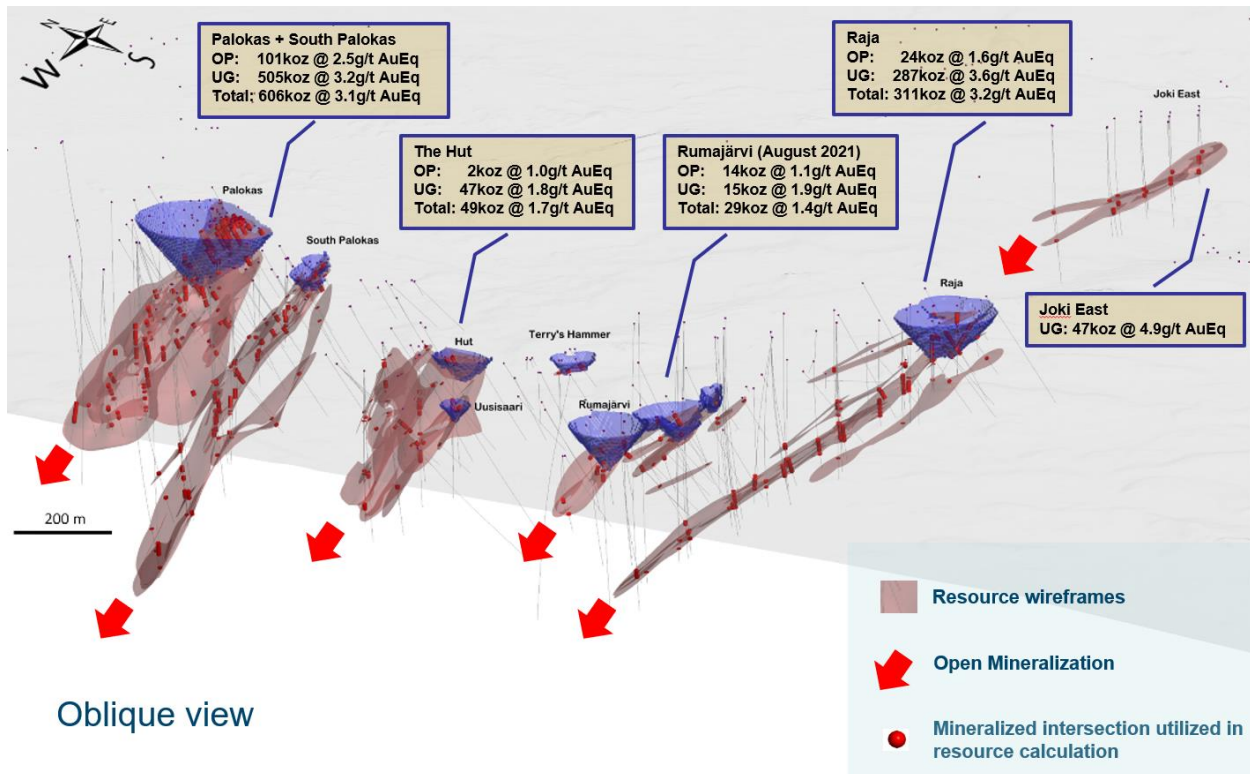 N
E
W
S
Palokas + South Palokas
OP: 101koz @ 2.5g/t AuEq
UG: 505koz @ 3.2g/t AuEq
Total: 606koz @ 3.1g/t AuEq
Raja
OP: 24koz @ 1.6g/t AuEq
UG: 287koz @ 3.6g/t AuEq
Total: 311koz @ 3.2g/t AuEq
Joki East
The Hut
OP: 2koz @ 1.0g/t AuEq
UG: 47koz @ 1.8g/t AuEq
Total: 49koz @ 1.7g/t AuEq
Rumajärvi (August 2021)
OP: 14koz @ 1.1g/t AuEq
UG: 15koz @ 1.9g/t AuEq
Total: 29koz @ 1.4g/t AuEq
Palokas
South Palokas
Raja
Joki East
UG: 47koz @ 4.9g/t AuEq
Terry's Hammer
Hut
Uusisaari
Rumajärvi
200 m
Resource wireframes
Open Mineralization
Mineralized intersection utilized in
resource calculation
Oblique view